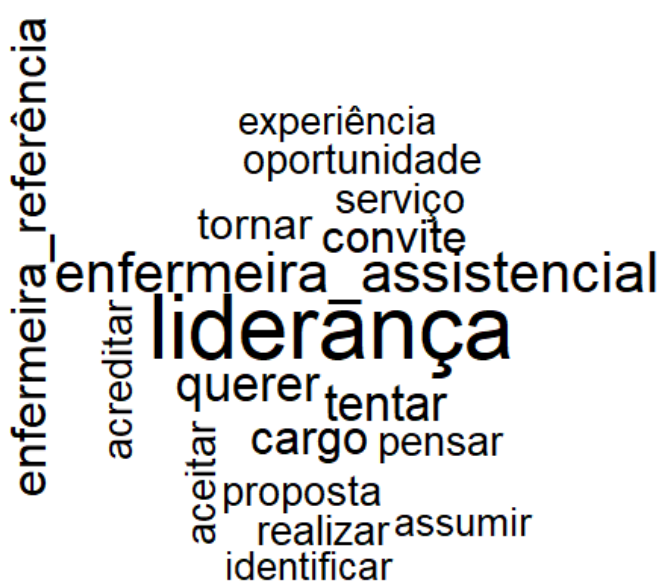 enfermeira_referência
experiência
oportunidade
serviço
tornar
convite
enfermeira_assistencial
liderança
acreditar
querer
tentar
cargo
pensar
aceitar
proposta
realizar
assumir
identificar